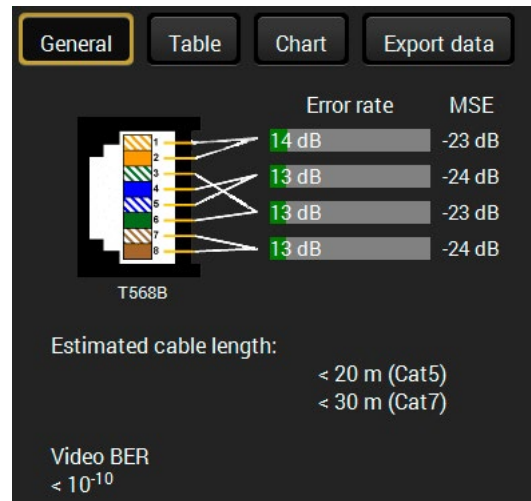 General Table Chart Export data
Error rate MSE
1 14 dB -23 dB
2
3 13 dB -24 dB
4
5 13 dB -23 dB
6
7 13 dB -24 dB
8
T568B
Estimated cable length:
< 20 m (Cat5)
< 30 m (Cat7)
Video BER
< 10⁻¹⁰